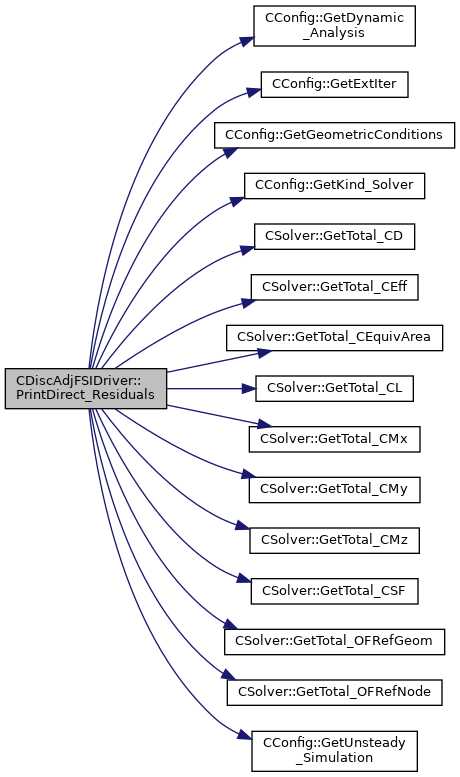 CConfig::GetDynamic
_Analysis
CConfig::GetExtIter
CConfig::GetGeometricConditions
CConfig::GetKind_Solver
CSolver::GetTotal_CD
CSolver::GetTotal_CEff
CSolver::GetTotal_CEquivArea
CDiscAdjFSIDriver::
PrintDirect_Residuals
CSolver::GetTotal_CL
CSolver::GetTotal_CMx
CSolver::GetTotal_CMy
CSolver::GetTotal_CMz
CSolver::GetTotal_CSF
CSolver::GetTotal_OFRefGeom
CSolver::GetTotal_OFRefNode
CConfig::GetUnsteady
_Simulation